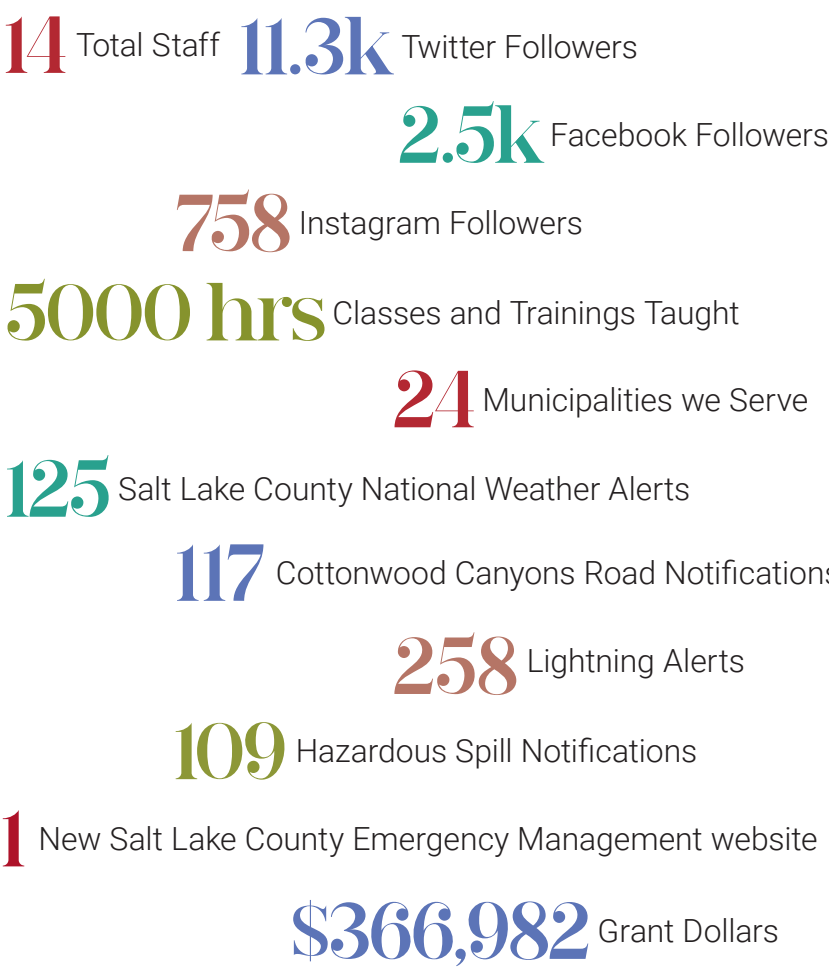 14 Total Staff 11.3k Twitter Followers
2.5k Facebook Followers
758 Instagram Followers
5000 hrs Classes and Trainings Taught
24 Municipalities we Serve
125 Salt Lake County National Weather Alerts
117 Cottonwood Canyons Road Notifications
258 Lightning Alerts
109 Hazardous Spill Notifications
1 New Salt Lake County Emergency Management website
$366,982 Grant Dollars